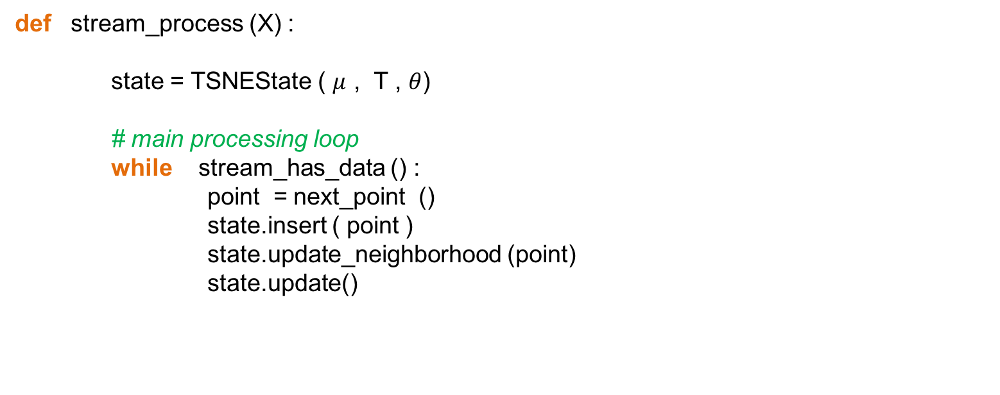 def stream_process (X) :
state = TSNEState ( μ , T , θ)
# main processing loop
while stream_has_data () :
point = next_point ()
state.insert ( point )
state.update_neighborhood (point)
state.update()